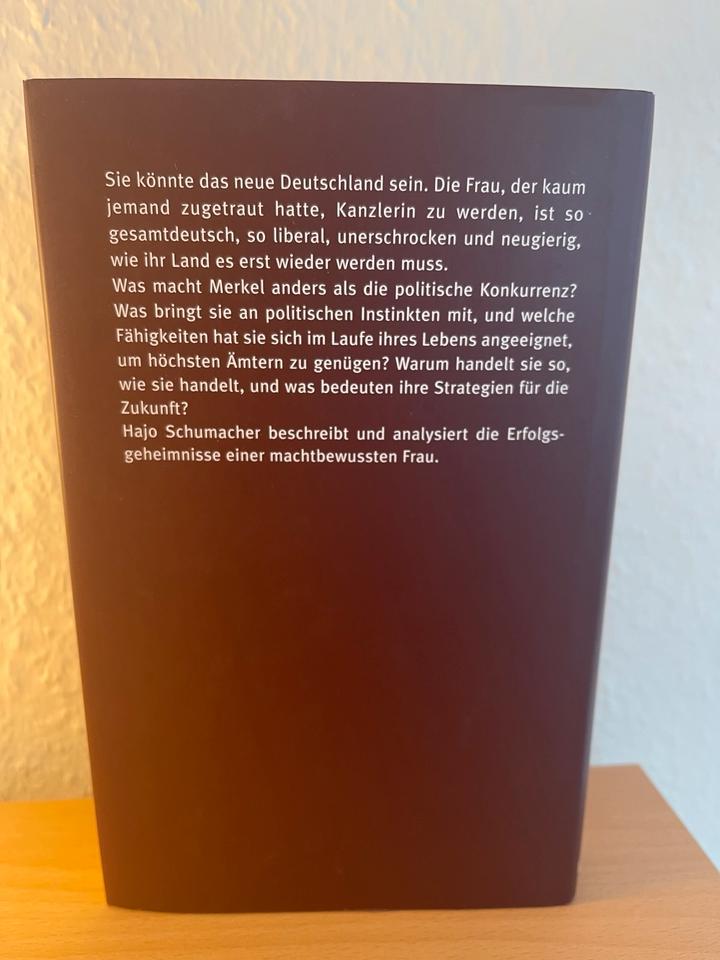 Sie könnte das neue Deutschland sein. Die Frau, der kaum
jemand zugetraut hatte, Kanzlerin zu werden, ist so
gesamtdeutsch, so liberal, unerschrocken und neugierig,
wie ihr Land es erst wieder werden muss.
Was macht Merkel anders als die politische Konkurrenz?
Was bringt sie an politischen Instinkten mit, und welche
Fähigkeiten hat sie sich im Laufe ihres Lebens angeeignet,
um höchsten Ämtern zu genügen? Warum handelt sie so,
wie sie handelt, und was bedeuten ihre Strategien für die
Zukunft?
Hajo Schumacher beschreibt und analysiert die Erfolgs-
geheimnisse einer machtbewussten Frau.